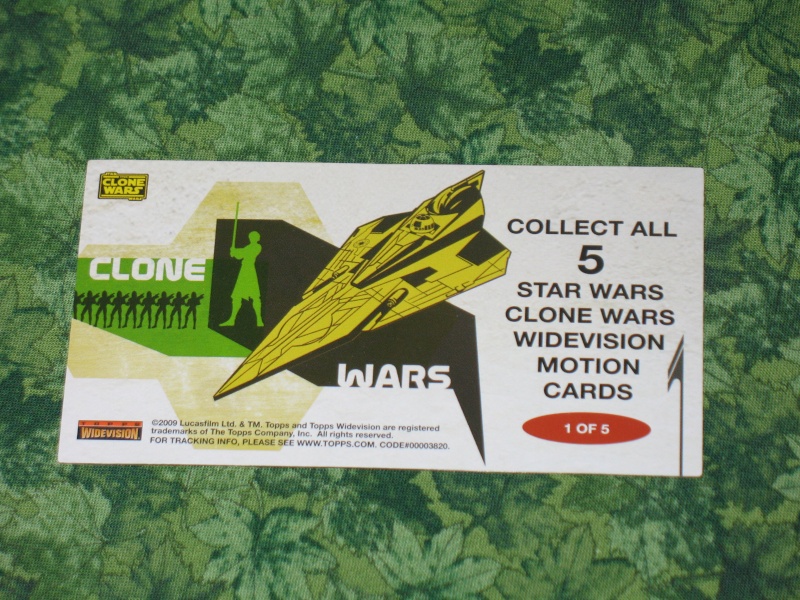 STAR
CLONE
WARS
WARS
CLONE
WARS
COLLECT ALL
5
STAR WARS
CLONE WARS
WIDEVISION
MOTION
CARDS
1 OF 5
TOPPS
WIDEVISION
©2009 Lucasfilm Ltd. & TM. Topps and Topps Widevision are registered
trademarks of The Topps Company, Inc. All rights reserved.
FOR TRACKING INFO, PLEASE SEE WWW.TOPPS.COM. CODE#00003820.